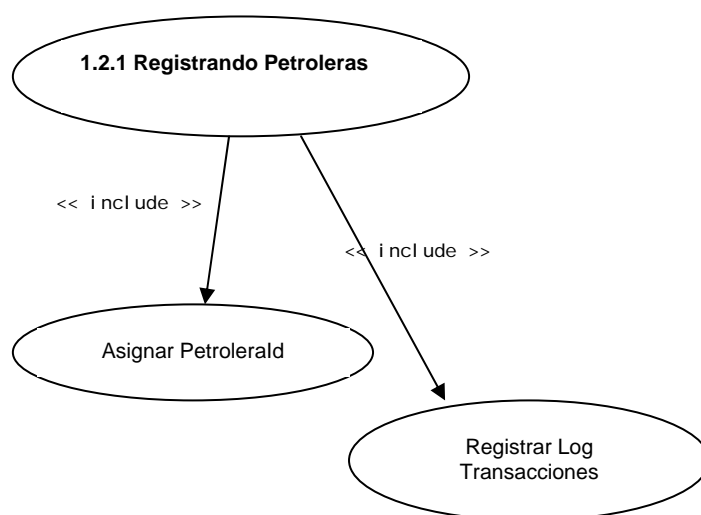 1.2.1 Registrando Petroleras
<< include >>
<< include >>
Asignar PetroleraId
Registrar Log
Transacciones